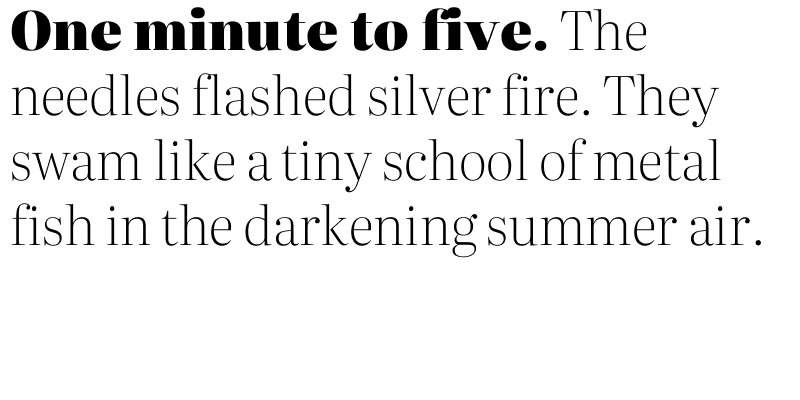 One minute to five. The
needles flashed silver fire. They
swam like a tiny school of metal
fish in the darkening summer air.